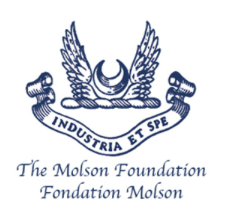 INDUSTRIA ET SPE
The Molson Foundation
Fondation Molson